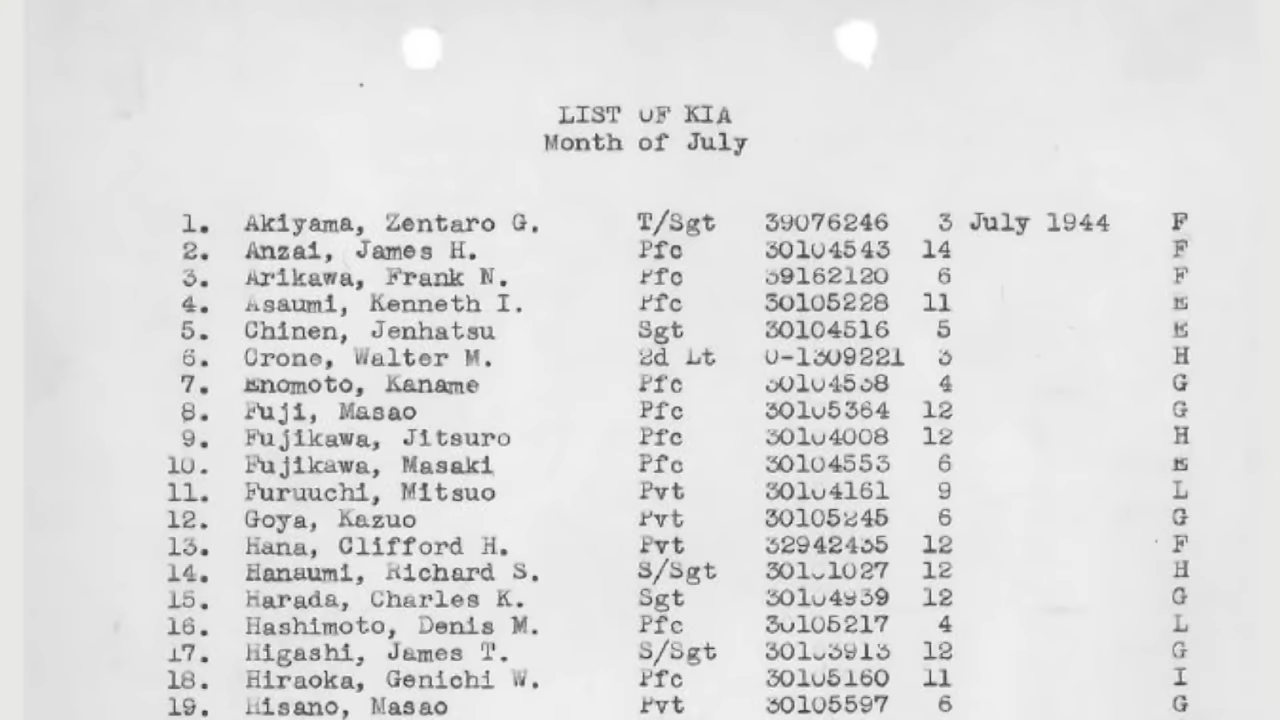 LIST OF KIA
Month of July
1. Akiyama, Zentaro G. T/Sgt 39076246 3 July 1944 F
2. Anzai, James H. Pfc 30104543 14 F
3. Arikawa, Frank N. Pfc 39162120 6 F
4. Asaumi, Kenneth I. Pfc 30105228 11 E
5. Chinen, Jenhatsu Sgt 30104516 5 E
6. Crone, Walter M. 2d Lt O-1309221 3 H
7. Enomoto, Kaname Pfc 30104538 4 G
8. Fuji, Masao Pfc 30105364 12 G
9. Fujikawa, Jitsuro Pfc 30104008 12 H
10. Fujikawa, Masaki Pfc 30104553 6 E
11. Furuuchi, Mitsuo Pvt 30104161 9 L
12. Goya, Kazuo Pvt 30105245 6 G
13. Hana, Clifford H. Pvt 32942435 12 F
14. Hanaumi, Richard S. S/Sgt 30101027 12 H
15. Harada, Charles K. Sgt 30104939 12 G
16. Hashimoto, Denis M. Pfc 30105217 4 L
17. Higashi, James T. S/Sgt 30103913 12 G
18. Hiraoka, Genichi W. Pfc 30105160 11 I
19. Hisano, Masao Pvt 30105597 6 G